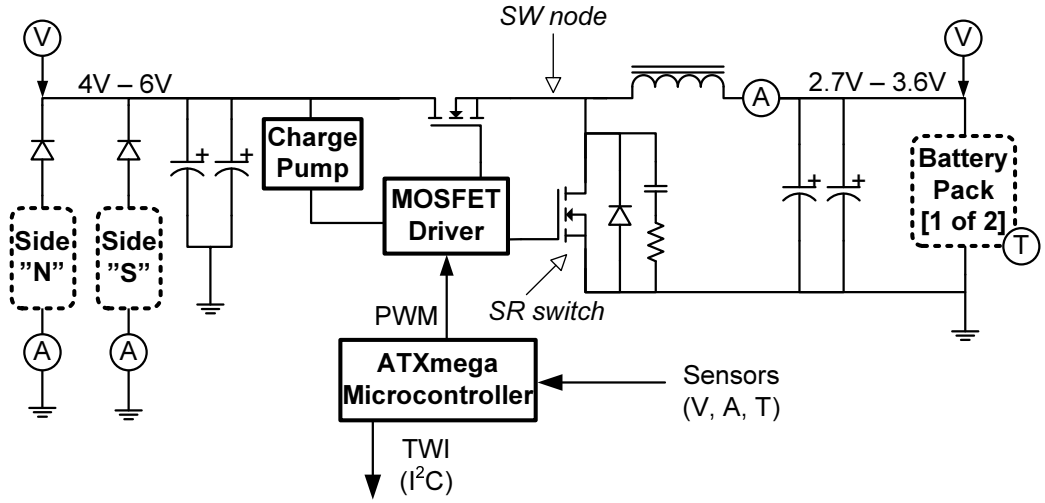 SW node
V
V
4V – 6V
2.7V – 3.6V
A
Charge
Pump
Battery
Pack
[1 of 2]
T
MOSFET
Driver
Side
”N”
Side
”S”
SR switch
PWM
A
A
ATXmega
Microcontroller
Sensors
(V, A, T)
TWI
(I²C)